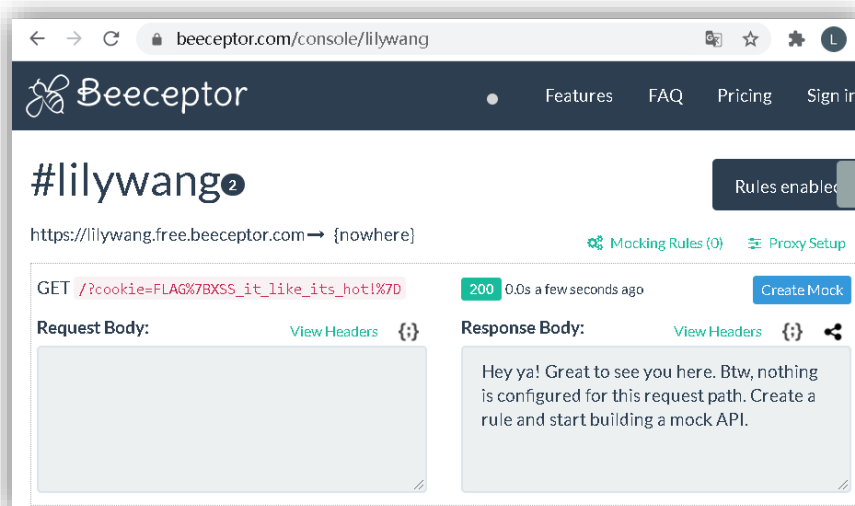 beeceptor.com/console/lilywang
L
Beeceptor
Features FAQ Pricing Sign in
#lilywang 2
Rules enabled
https://lilywang.free.beeceptor.com→ {nowhere}
Mocking Rules (0) Proxy Setup
GET /?cookie=FLAG%7BXSS_it_like_its_hot!%7D
200 0.0s a few seconds ago Create Mock
Request Body: View Headers {;}
Response Body: View Headers {;}
Hey ya! Great to see you here. Btw, nothing
is configured for this request path. Create a
rule and start building a mock API.